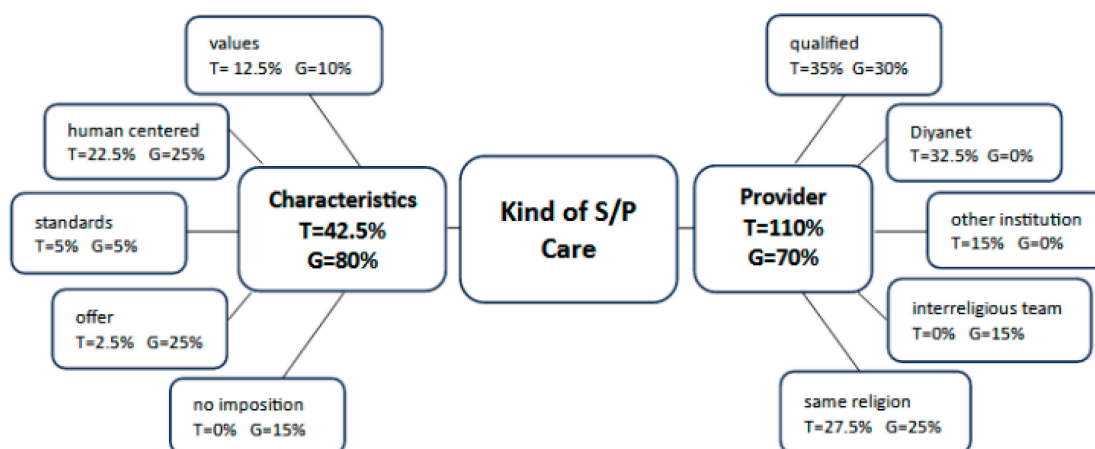 values
T= 12.5% G=10%
human centered
T=22.5% G=25%
standards
T=5% G=5%
offer
T=2.5% G=25%
no imposition
T=0% G=15%
Characteristics
T=42.5%
G=80%
Kind of S/P
Care
Provider
T=110%
G=70%
qualified
T=35% G=30%
Diyanet
T=32.5% G=0%
other institution
T=15% G=0%
interreligious team
T=0% G=15%
same religion
T=27.5% G=25%